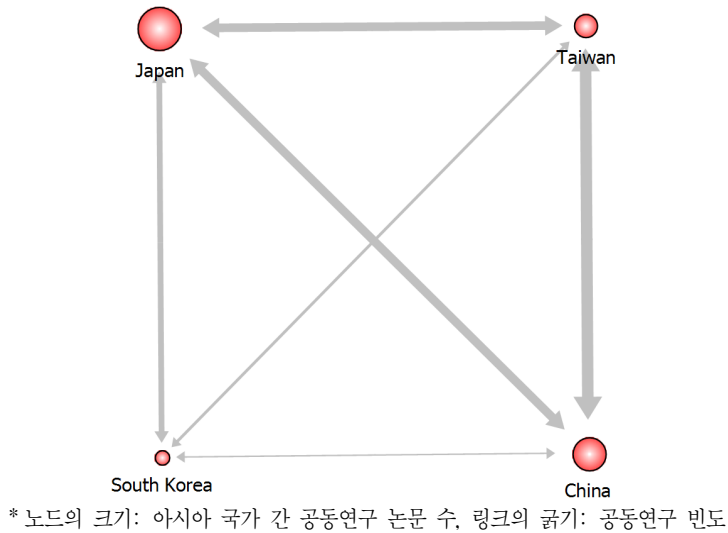 Japan
Taiwan
South Korea
China
* 노드의 크기: 아시아 국가 간 공동연구 논문 수, 링크의 굵기: 공동연구 빈도